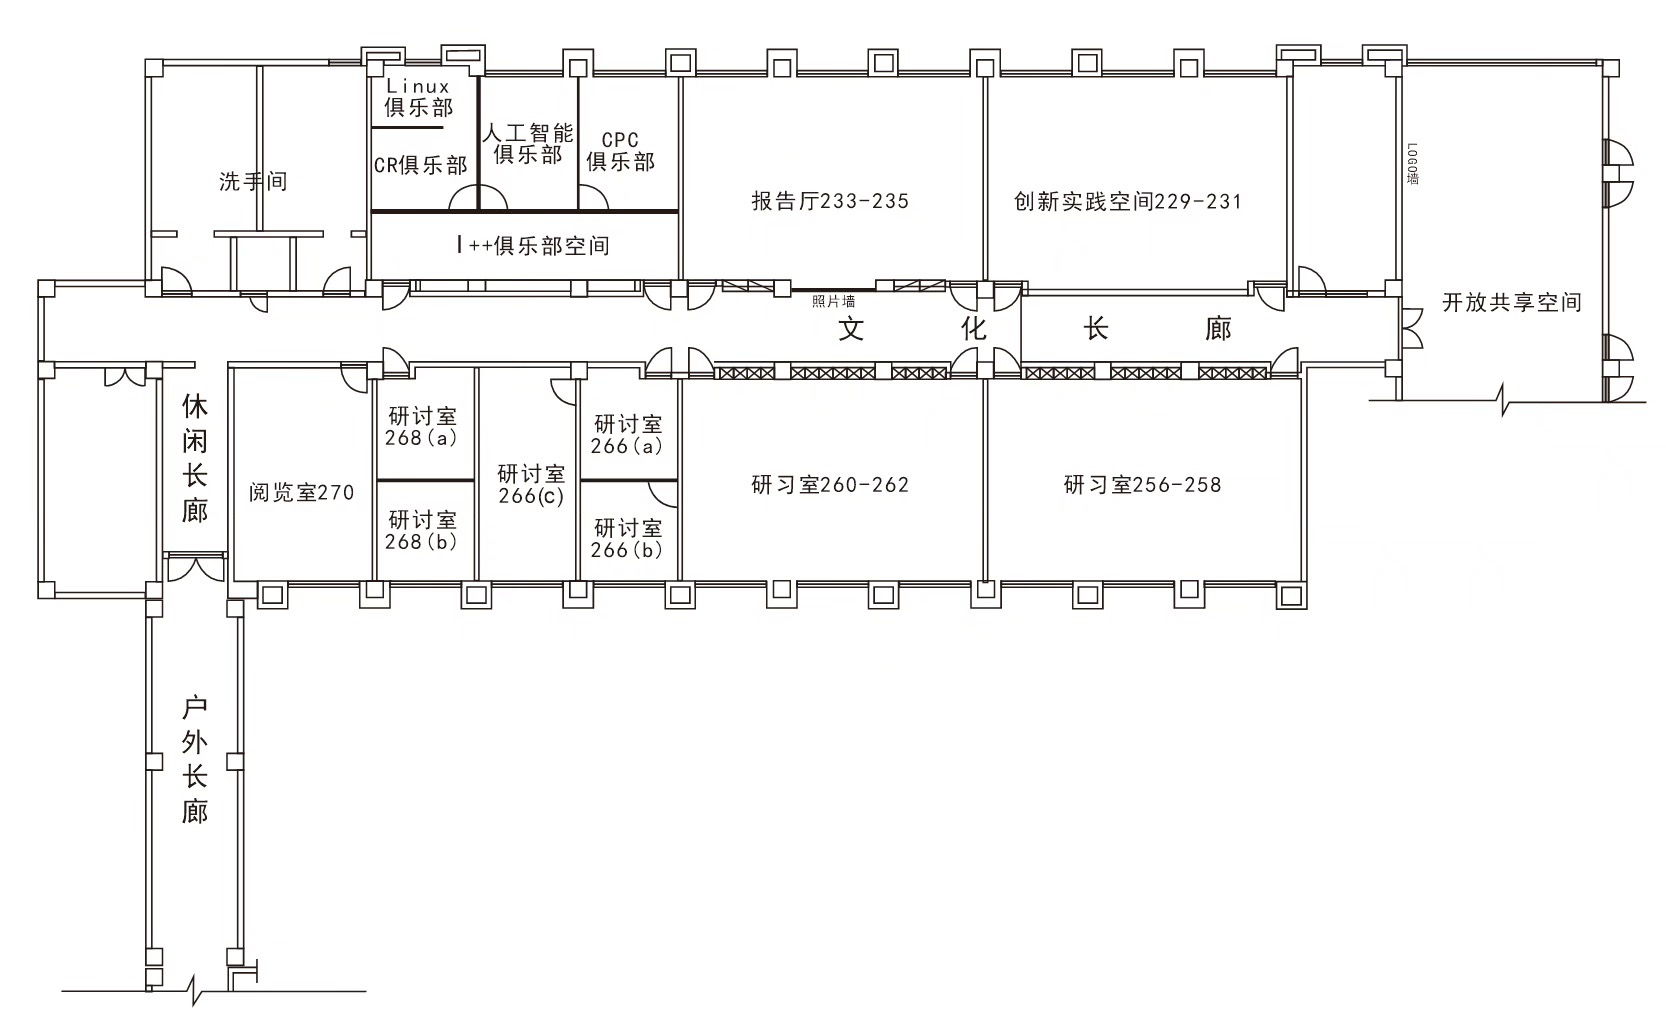 Linux
俱乐部
CR俱乐部
人工智能
俱乐部
CPC
俱乐部
洗手间
I++俱乐部空间
报告厅233-235
创新实践空间229-231
LOGO墙
照片墙
文化长廊
开放共享空间
休闲长廊
阅览室270
研讨室
268(a)
研讨室
268(b)
研讨室
266(c)
研讨室
266(a)
研讨室
266(b)
研习室260-262
研习室256-258
户外长廊